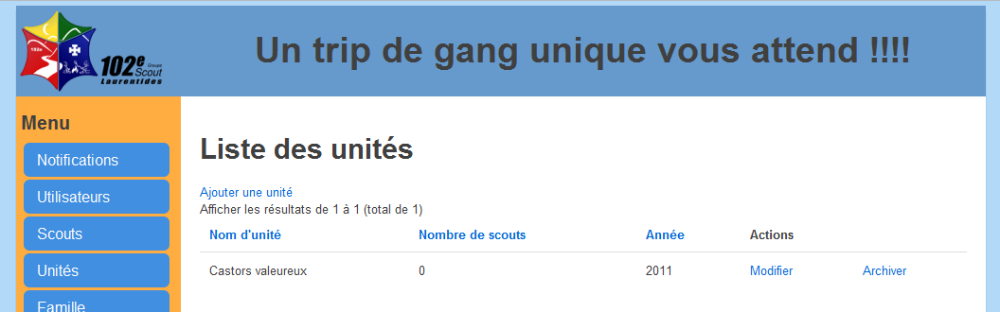 Un trip de gang unique vous attend !!!!
102e
102e Groupe
Scout
Laurentides
Menu
Notifications
Utilisateurs
Scouts
Unités
Famille
Liste des unités
Ajouter une unité
Afficher les résultats de 1 à 1 (total de 1)
Nom d'unité Nombre de scouts Année Actions
Castors valeureux 0 2011 Modifier Archiver